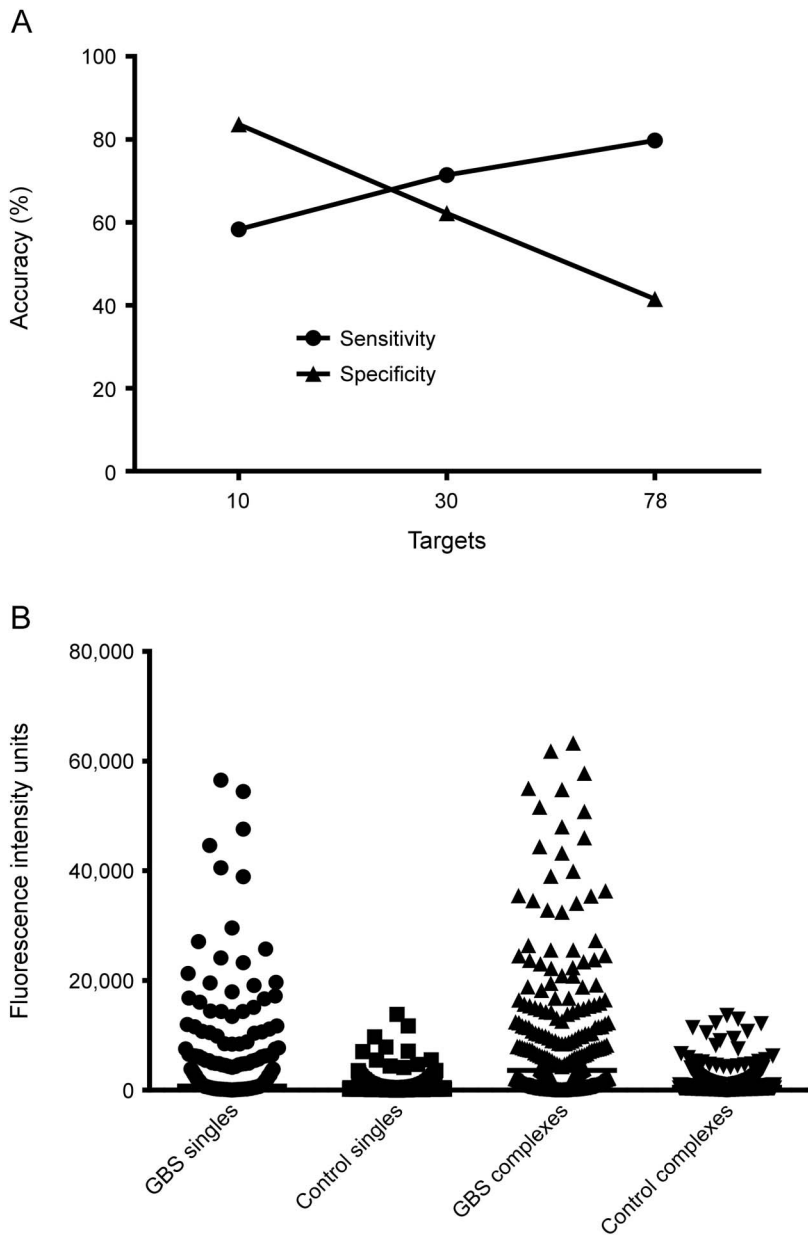 A
100
80
60
40
20
0
Accuracy (%)
Sensitivity
Specificity
10 30 78
Targets
B
80,000
60,000
40,000
20,000
0
Fluorescence intensity units
GBS singles
Control singles
GBS complexes
Control complexes